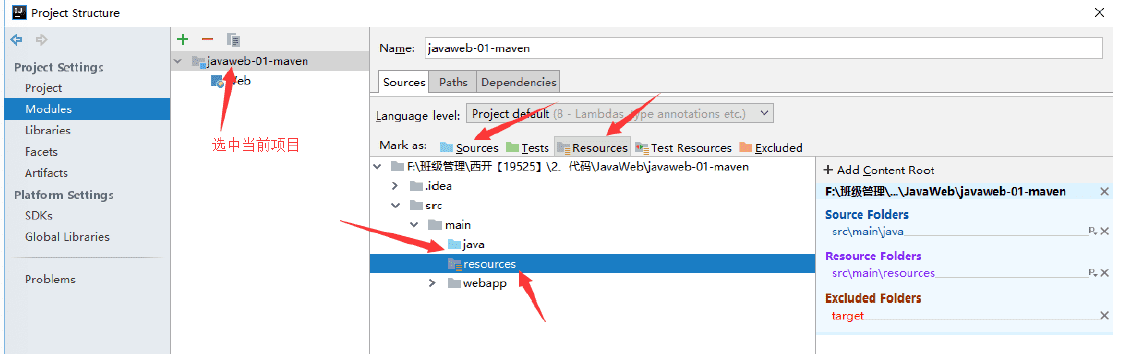 Project Structure
Project Settings
Project
Modules
Libraries
Facets
Artifacts
Platform Settings
SDKs
Global Libraries
Problems
javaweb-01-maven
Web
选中当前项目
Name: javaweb-01-maven
Sources Paths Dependencies
Language level: Project default (8 - Lambdas, type annotations etc.)
Mark as: Sources Tests Resources Test Resources Excluded
F:\班级管理\西开【19525】\2、代码\JavaWeb\javaweb-01-maven
.idea
src
main
java
resources
webapp
+ Add Content Root
F:\班级管理\...\JavaWeb\javaweb-01-maven
Source Folders
src\main\java
Resource Folders
src\main\resources
Excluded Folders
target